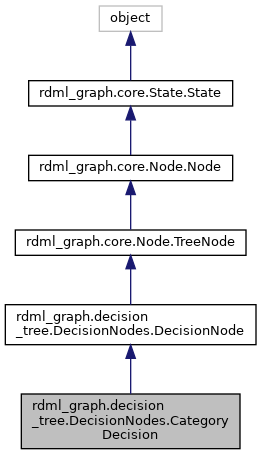 object
rdml_graph.core.State.State
rdml_graph.core.Node.Node
rdml_graph.core.Node.TreeNode
rdml_graph.decision
_tree.DecisionNodes.DecisionNode
rdml_graph.decision
_tree.DecisionNodes.Category
Decision